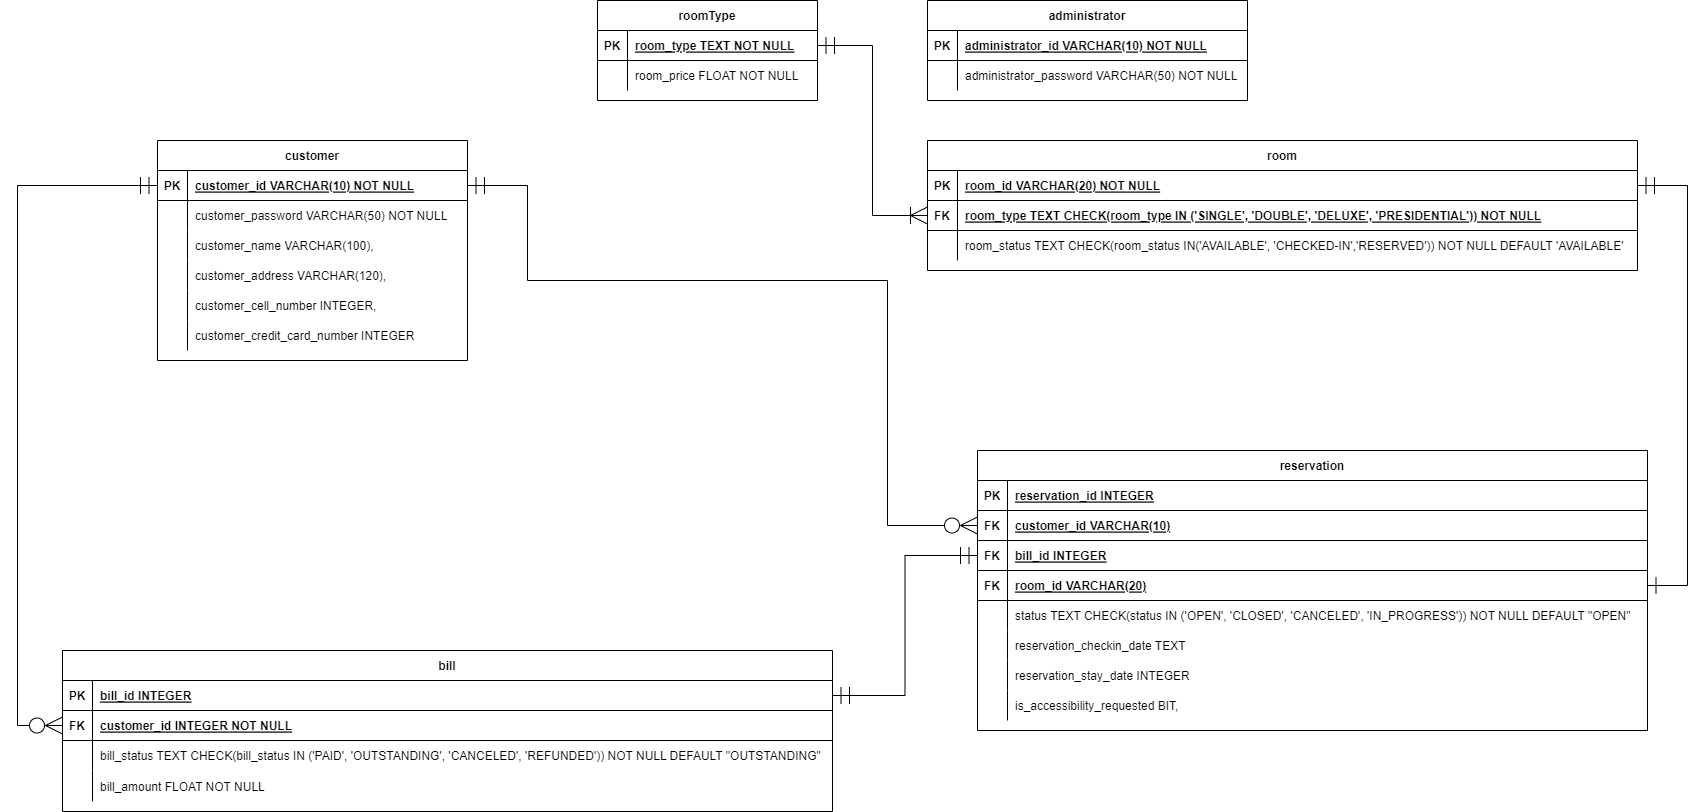 roomType
PK room_type TEXT NOT NULL
room_price FLOAT NOT NULL
administrator
PK administrator_id VARCHAR(10) NOT NULL
administrator_password VARCHAR(50) NOT NULL
customer
PK customer_id VARCHAR(10) NOT NULL
customer_password VARCHAR(50) NOT NULL
customer_name VARCHAR(100),
customer_address VARCHAR(120),
customer_cell_number INTEGER,
customer_credit_card_number INTEGER
room
PK room_id VARCHAR(20) NOT NULL
FK room_type TEXT CHECK(room_type IN ('SINGLE', 'DOUBLE', 'DELUXE', 'PRESIDENTIAL')) NOT NULL
room_status TEXT CHECK(room_status IN('AVAILABLE', 'CHECKED-IN','RESERVED')) NOT NULL DEFAULT 'AVAILABLE'
reservation
PK reservation_id INTEGER
FK customer_id VARCHAR(10)
FK bill_id INTEGER
FK room_id VARCHAR(20)
status TEXT CHECK(status IN ('OPEN', 'CLOSED', 'CANCELED', 'IN_PROGRESS')) NOT NULL DEFAULT "OPEN"
reservation_checkin_date TEXT
reservation_stay_date INTEGER
is_accessibility_requested BIT,
bill
PK bill_id INTEGER
FK customer_id INTEGER NOT NULL
bill_status TEXT CHECK(bill_status IN ('PAID', 'OUTSTANDING', 'CANCELED', 'REFUNDED')) NOT NULL DEFAULT "OUTSTANDING"
bill_amount FLOAT NOT NULL